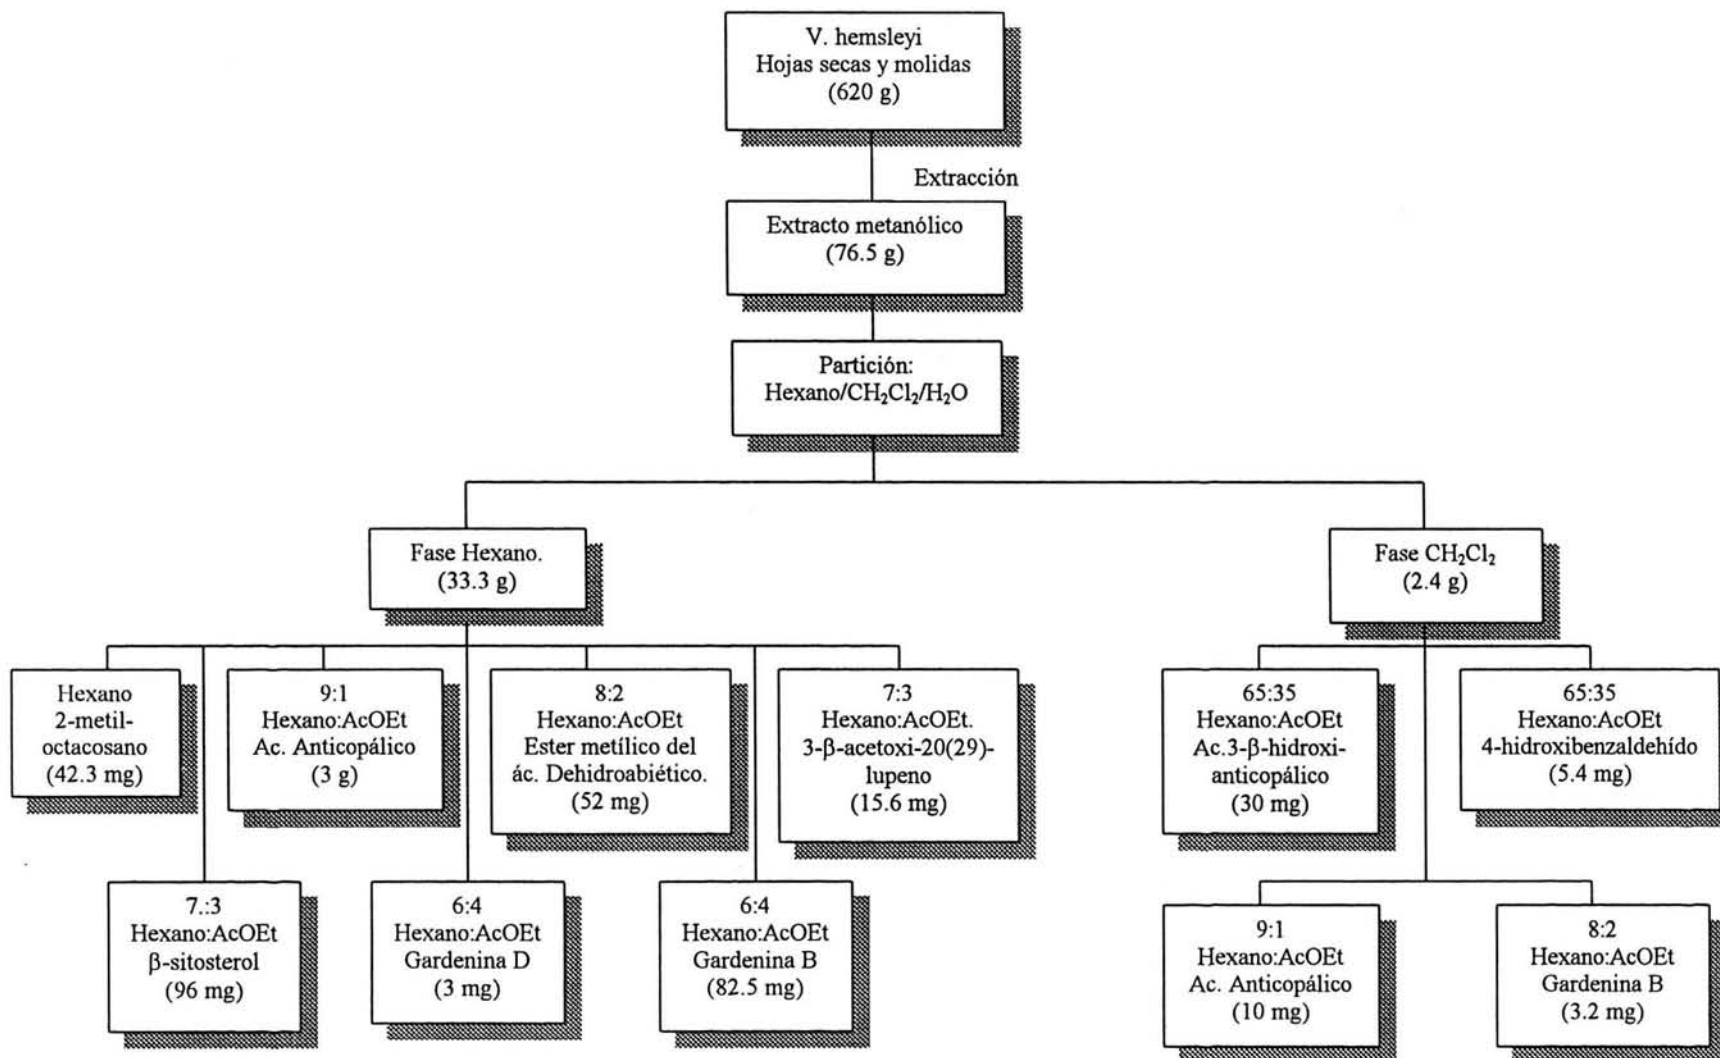 V. hemsleyi
Hojas secas y molidas
(620 g)
Extracción
Extracto metanólico
(76.5 g)
Partición:
Hexano/CH₂Cl₂/H₂O
Fase Hexano.
(33.3 g)
Fase CH₂Cl₂
(2.4 g)
Hexano
2-metil-
octacosano
(42.3 mg)
9:1
Hexano:AcOEt
Ac. Anticopálico
(3 g)
8:2
Hexano:AcOEt
Ester metílico del
ác. Dehidroabiético.
(52 mg)
7:3
Hexano:AcOEt.
3-β-acetoxi-20(29)-
lupeno
(15.6 mg)
65:35
Hexano:AcOEt
Ac.3-β-hidroxi-
anticopálico
(30 mg)
65:35
Hexano:AcOEt
4-hidroxibenzaldehído
(5.4 mg)
7.:3
Hexano:AcOEt
β-sitosterol
(96 mg)
6:4
Hexano:AcOEt
Gardenina D
(3 mg)
6:4
Hexano:AcOEt
Gardenina B
(82.5 mg)
9:1
Hexano:AcOEt
Ac. Anticopálico
(10 mg)
8:2
Hexano:AcOEt
Gardenina B
(3.2 mg)